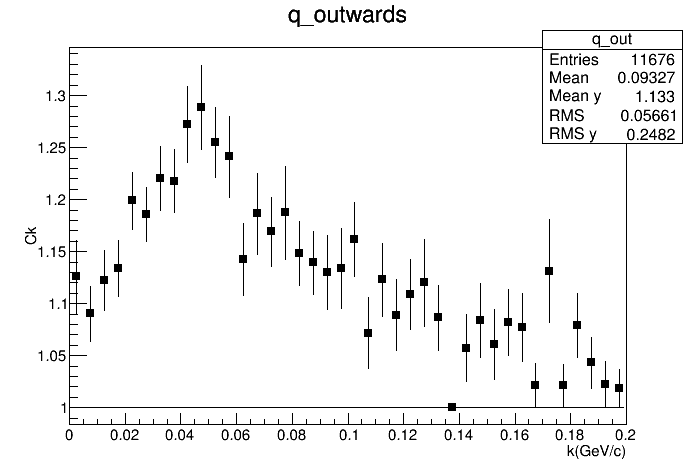 q_outwards
q_out
Entries 11676
Mean 0.09327
Mean y 1.133
RMS 0.05661
RMS y 0.2482
Ck
1.3
1.25
1.2
1.15
1.1
1.05
1
0 0.02 0.04 0.06 0.08 0.1 0.12 0.14 0.16 0.18 0.2
k(GeV/c)